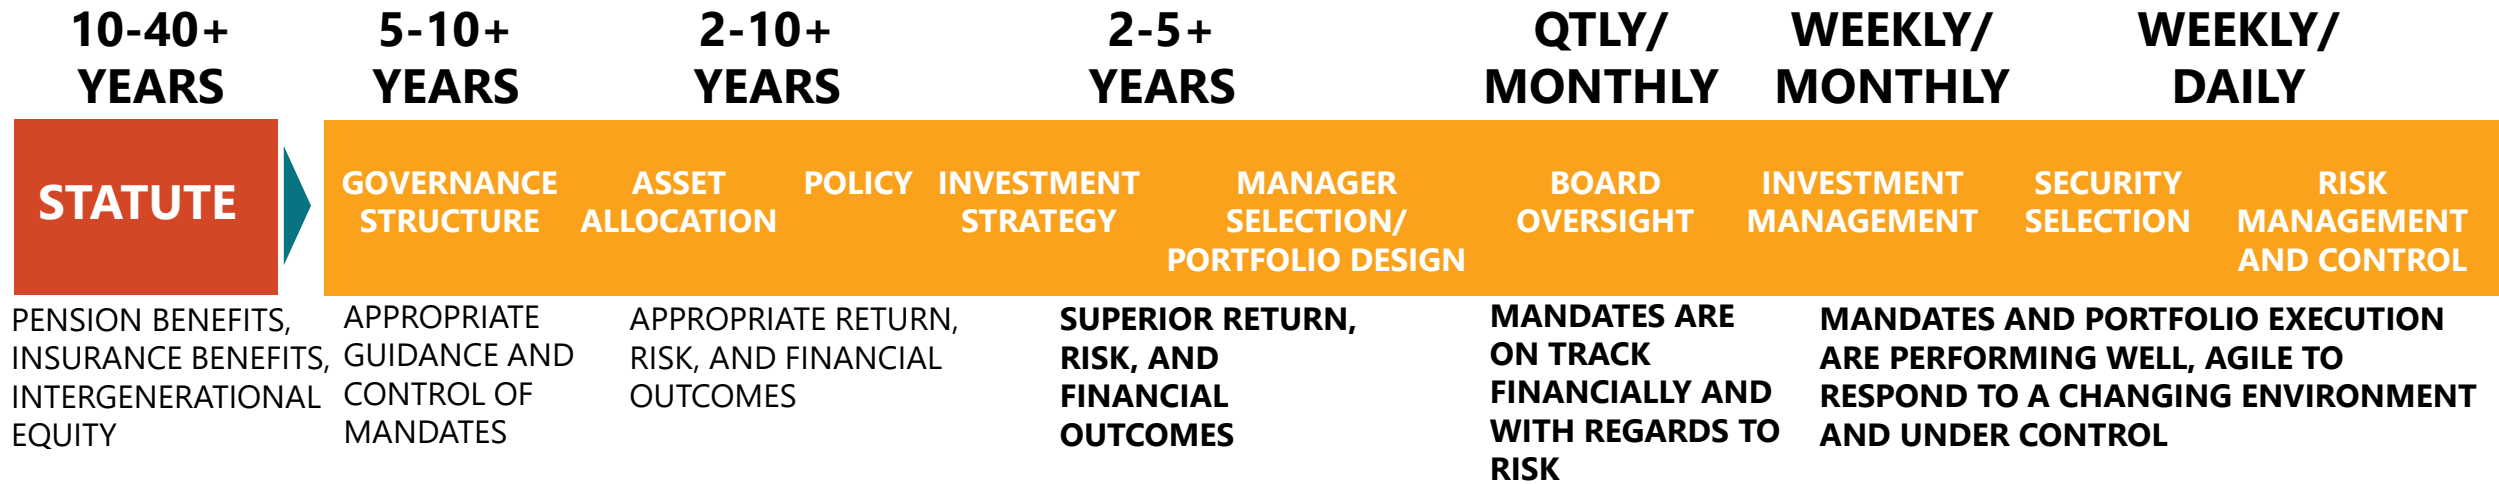 10-40+
YEARS
5-10+
YEARS
2-10+
YEARS
2-5+
YEARS
QTLY/
MONTHLY
WEEKLY/
MONTHLY
WEEKLY/
DAILY
STATUTE
GOVERNANCE
STRUCTURE
ASSET
ALLOCATION
POLICY
INVESTMENT
STRATEGY
MANAGER
SELECTION/
PORTFOLIO DESIGN
BOARD
OVERSIGHT
INVESTMENT
MANAGEMENT
SECURITY
SELECTION
RISK
MANAGEMENT
AND CONTROL
PENSION BENEFITS,
INSURANCE BENEFITS,
INTERGENERATIONAL
EQUITY
APPROPRIATE
GUIDANCE AND
CONTROL OF
MANDATES
APPROPRIATE RETURN,
RISK, AND FINANCIAL
OUTCOMES
SUPERIOR RETURN,
RISK, AND
FINANCIAL
OUTCOMES
MANDATES ARE
ON TRACK
FINANCIALLY AND
WITH REGARDS TO
RISK
MANDATES AND PORTFOLIO EXECUTION
ARE PERFORMING WELL, AGILE TO
RESPOND TO A CHANGING ENVIRONMENT
AND UNDER CONTROL